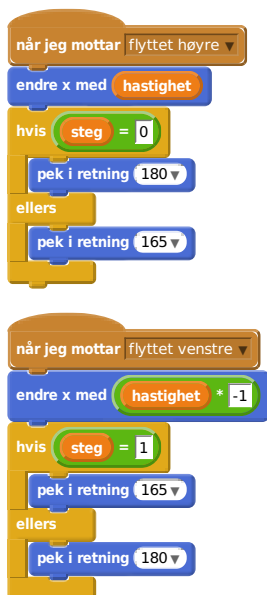 når jeg mottar flyttet høyre ▼
endre x med hastighet
hvis steg = 0
pek i retning 180▼
ellers
pek i retning 165▼
når jeg mottar flyttet venstre ▼
endre x med hastighet * -1
hvis steg = 1
pek i retning 165▼
ellers
pek i retning 180▼